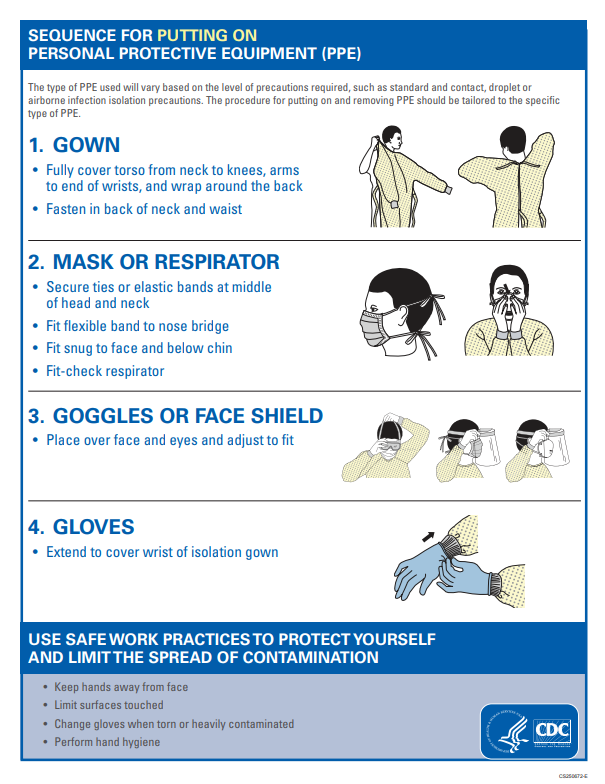 SEQUENCE FOR PUTTING ON
PERSONAL PROTECTIVE EQUIPMENT (PPE)
The type of PPE used will vary based on the level of precautions required, such as standard and contact, droplet or
airborne infection isolation precautions. The procedure for putting on and removing PPE should be tailored to the specific
type of PPE.
1. GOWN
• Fully cover torso from neck to knees, arms
to end of wrists, and wrap around the back
• Fasten in back of neck and waist
2. MASK OR RESPIRATOR
• Secure ties or elastic bands at middle
of head and neck
• Fit flexible band to nose bridge
• Fit snug to face and below chin
• Fit-check respirator
3. GOGGLES OR FACE SHIELD
• Place over face and eyes and adjust to fit
4. GLOVES
• Extend to cover wrist of isolation gown
USE SAFE WORK PRACTICES TO PROTECT YOURSELF
AND LIMIT THE SPREAD OF CONTAMINATION
• Keep hands away from face
• Limit surfaces touched
• Change gloves when torn or heavily contaminated
• Perform hand hygiene
CDC
CS250672-E